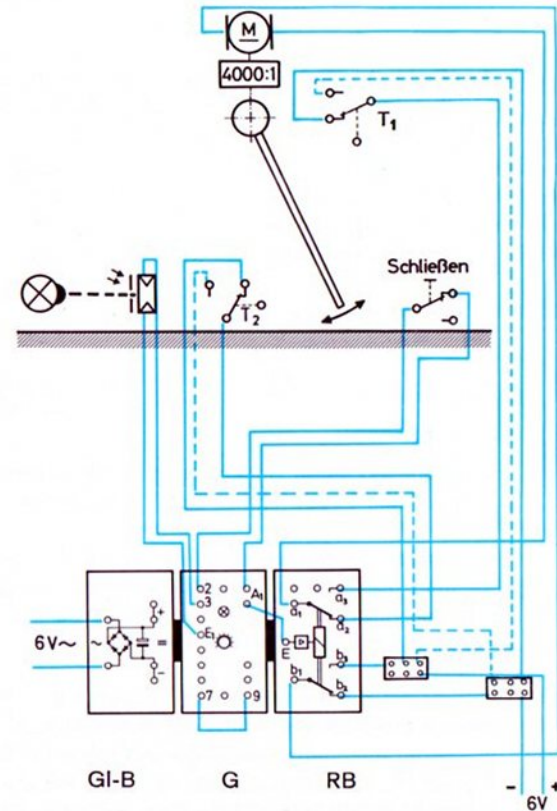 M
4000:1
T1
Schließen
T2
2
3
E1
7
A1
9
a3
a1
a2
E
b3
b1
b2
6V~
~
+
=
-
Gl-B
G
RB
- +
6V